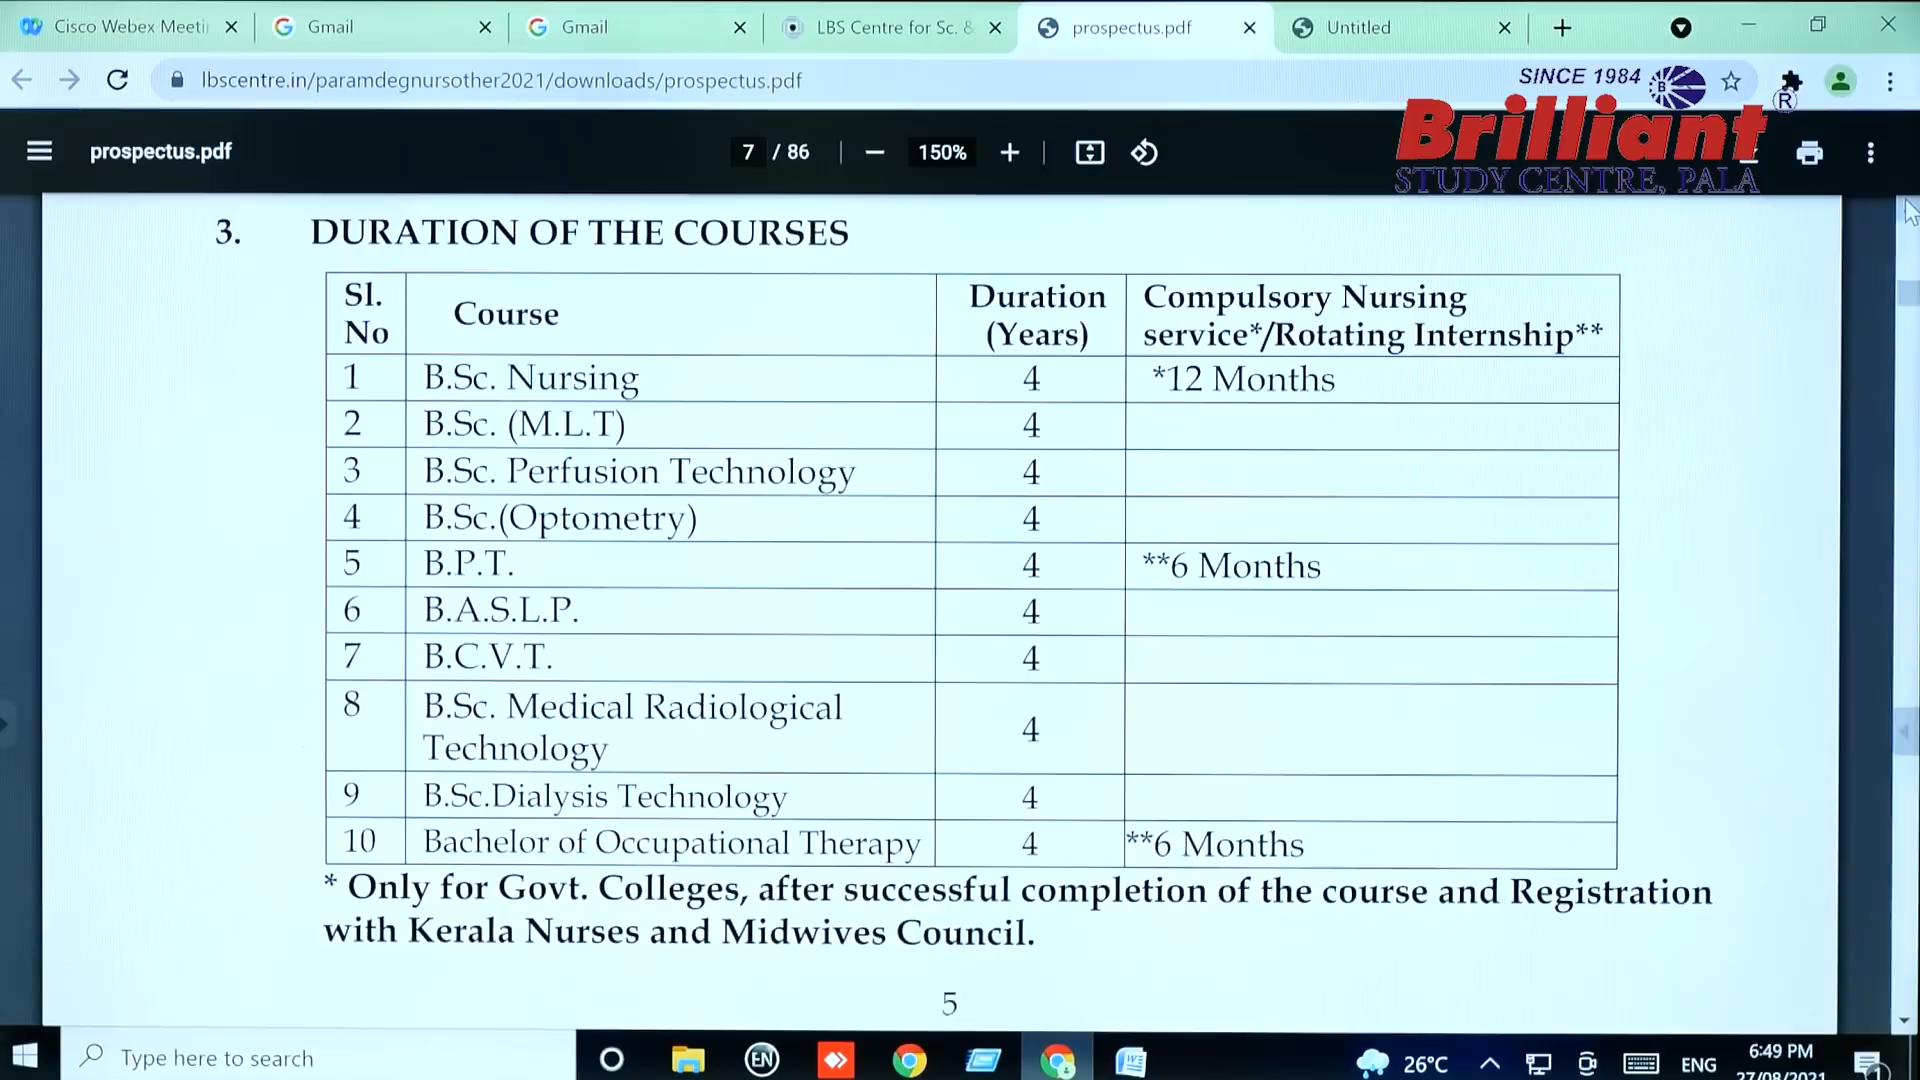 Cisco Webex Meeti
Gmail
Gmail
LBS Centre for Sc. &
prospectus.pdf
Untitled
lbscentre.in/paramdegnursother2021/downloads/prospectus.pdf
SINCE 1984
B
R
Brilliant
STUDY CENTRE, PALA
prospectus.pdf
7 / 86
150%
3. DURATION OF THE COURSES
Sl. No Course Duration (Years) Compulsory Nursing service*/Rotating Internship**
1 B.Sc. Nursing 4 *12 Months
2 B.Sc. (M.L.T) 4
3 B.Sc. Perfusion Technology 4
4 B.Sc.(Optometry) 4
5 B.P.T. 4 **6 Months
6 B.A.S.L.P. 4
7 B.C.V.T. 4
8 B.Sc. Medical Radiological Technology 4
9 B.Sc.Dialysis Technology 4
10 Bachelor of Occupational Therapy 4 **6 Months
* Only for Govt. Colleges, after successful completion of the course and Registration
with Kerala Nurses and Midwives Council.
5
Type here to search
EN
26°C
ENG
6:49 PM
27/08/2021
1